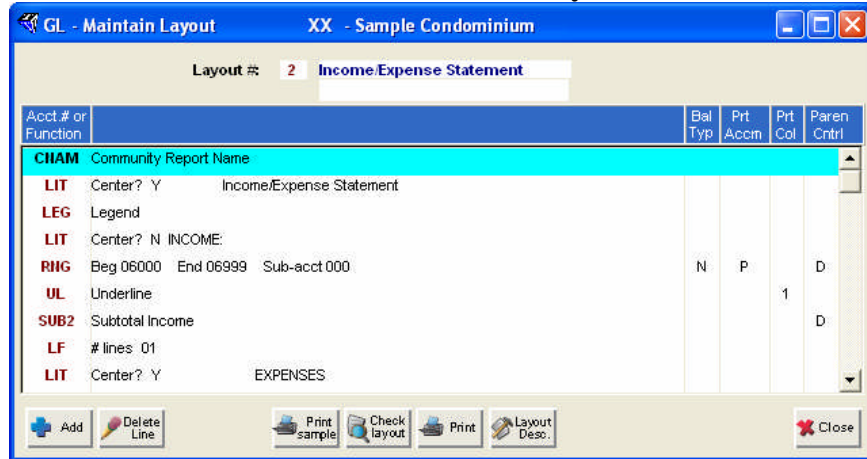 GL - Maintain Layout XX - Sample Condominium
Layout #: 2 Income/Expense Statement
Acct.# or Function Bal Typ Prt Accm Prt Col Paren Cntrl
CNAM Community Report Name
LIT Center? Y Income/Expense Statement
LEG Legend
LIT Center? N INCOME:
RNG Beg 06000 End 06999 Sub-acct 000 N P D
UL Underline 1
SUB2 Subtotal Income D
LF # lines 01
LIT Center? Y EXPENSES
Add Delete Line Print sample Check layout Print Layout Desc. Close